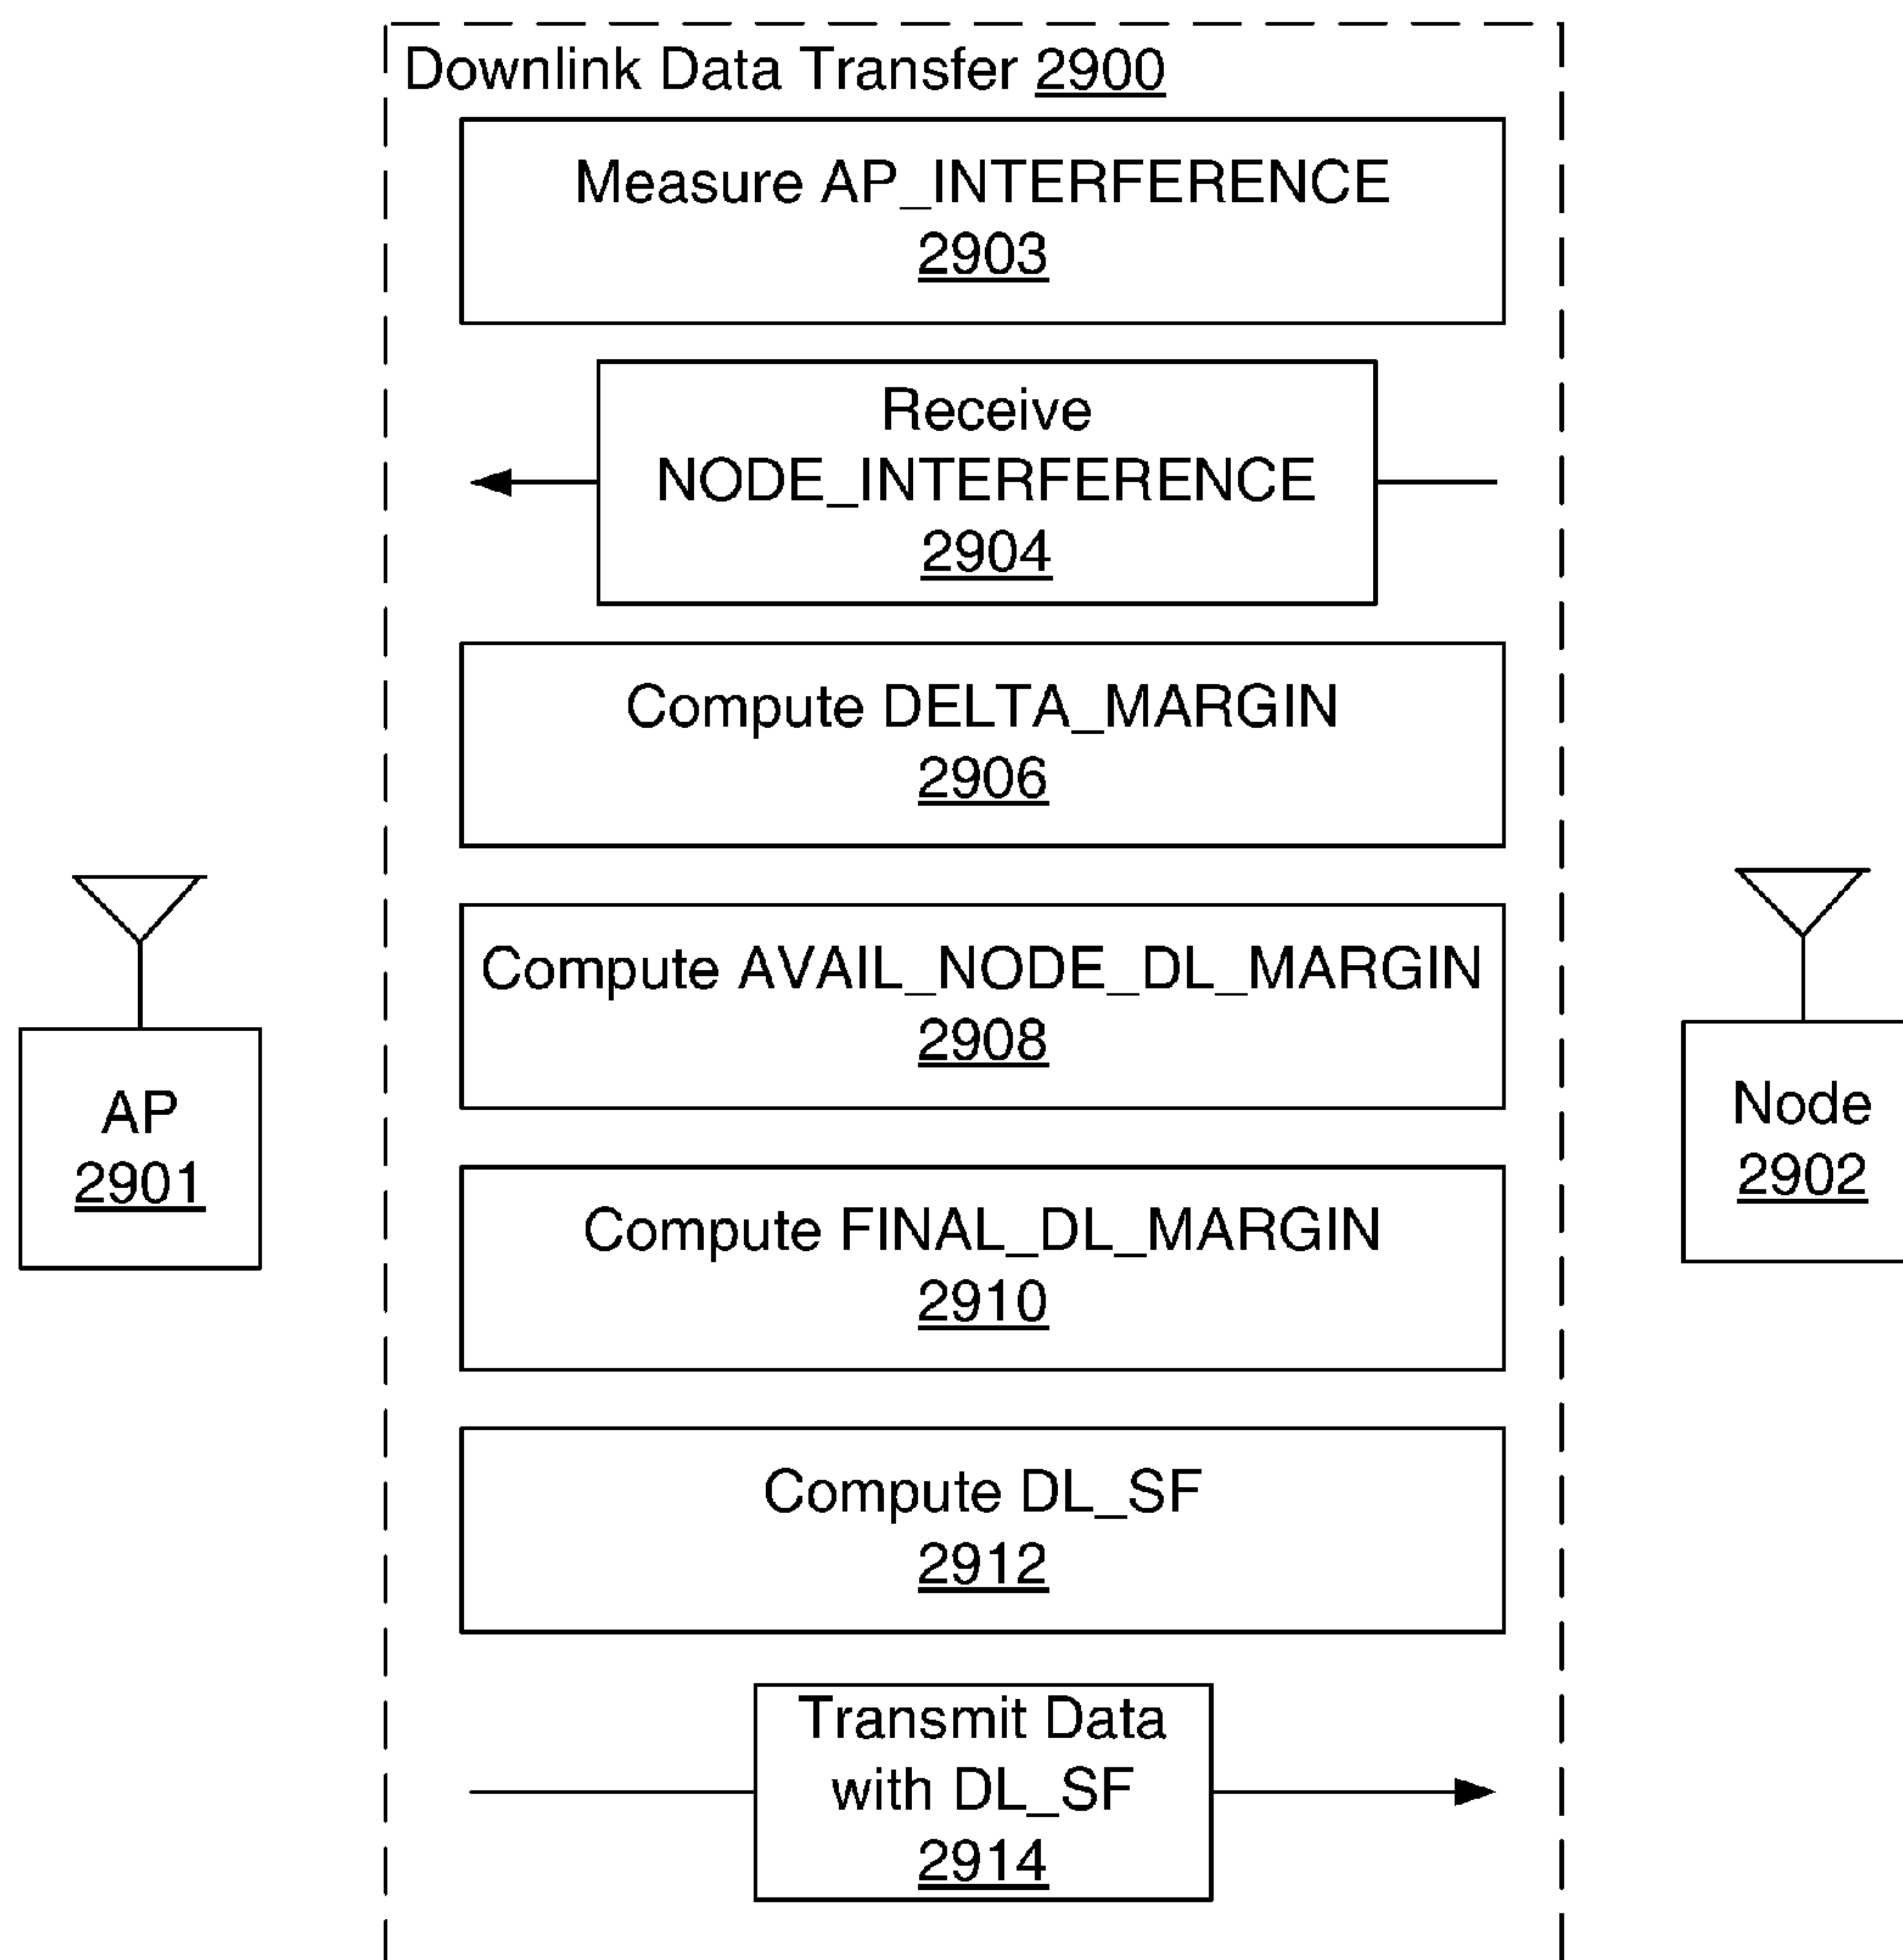 Downlink Data Transfer 2900
Measure AP_INTERFERENCE
2903
Receive
NODE_INTERFERENCE
2904
Compute DELTA_MARGIN
2906
Compute AVAIL_NODE_DL_MARGIN
2908
AP
2901
Node
2902
Compute FINAL_DL_MARGIN
2910
Compute DL_SF
2912
Transmit Data
with DL_SF
2914